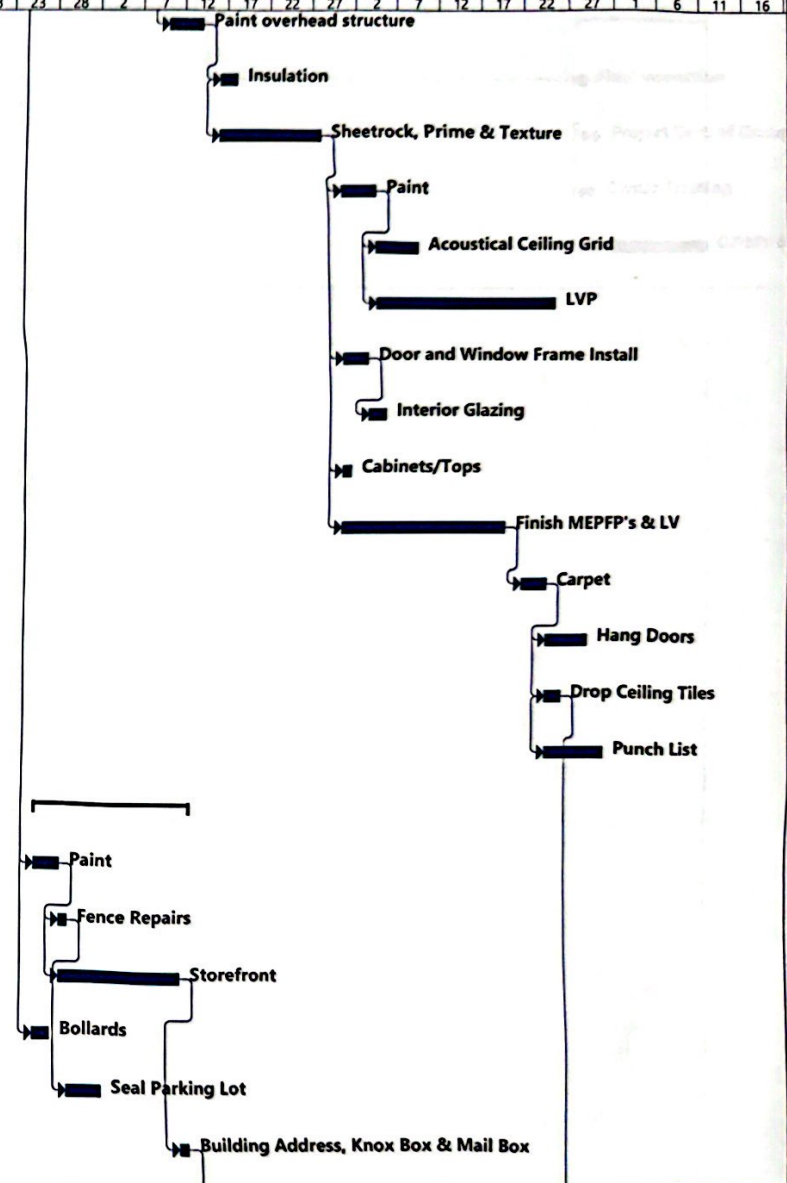 23 28 2 7 12 17 22 27 2 7 12 17 22 27 1 6 11 16
Paint overhead structure
Insulation
Sheetrock, Prime & Texture
Paint
Acoustical Ceiling Grid
LVP
Door and Window Frame Install
Interior Glazing
Cabinets/Tops
Finish MEPFP's & LV
Carpet
Hang Doors
Drop Ceiling Tiles
Punch List
Paint
Fence Repairs
Storefront
Bollards
Seal Parking Lot
Building Address, Knox Box & Mail Box